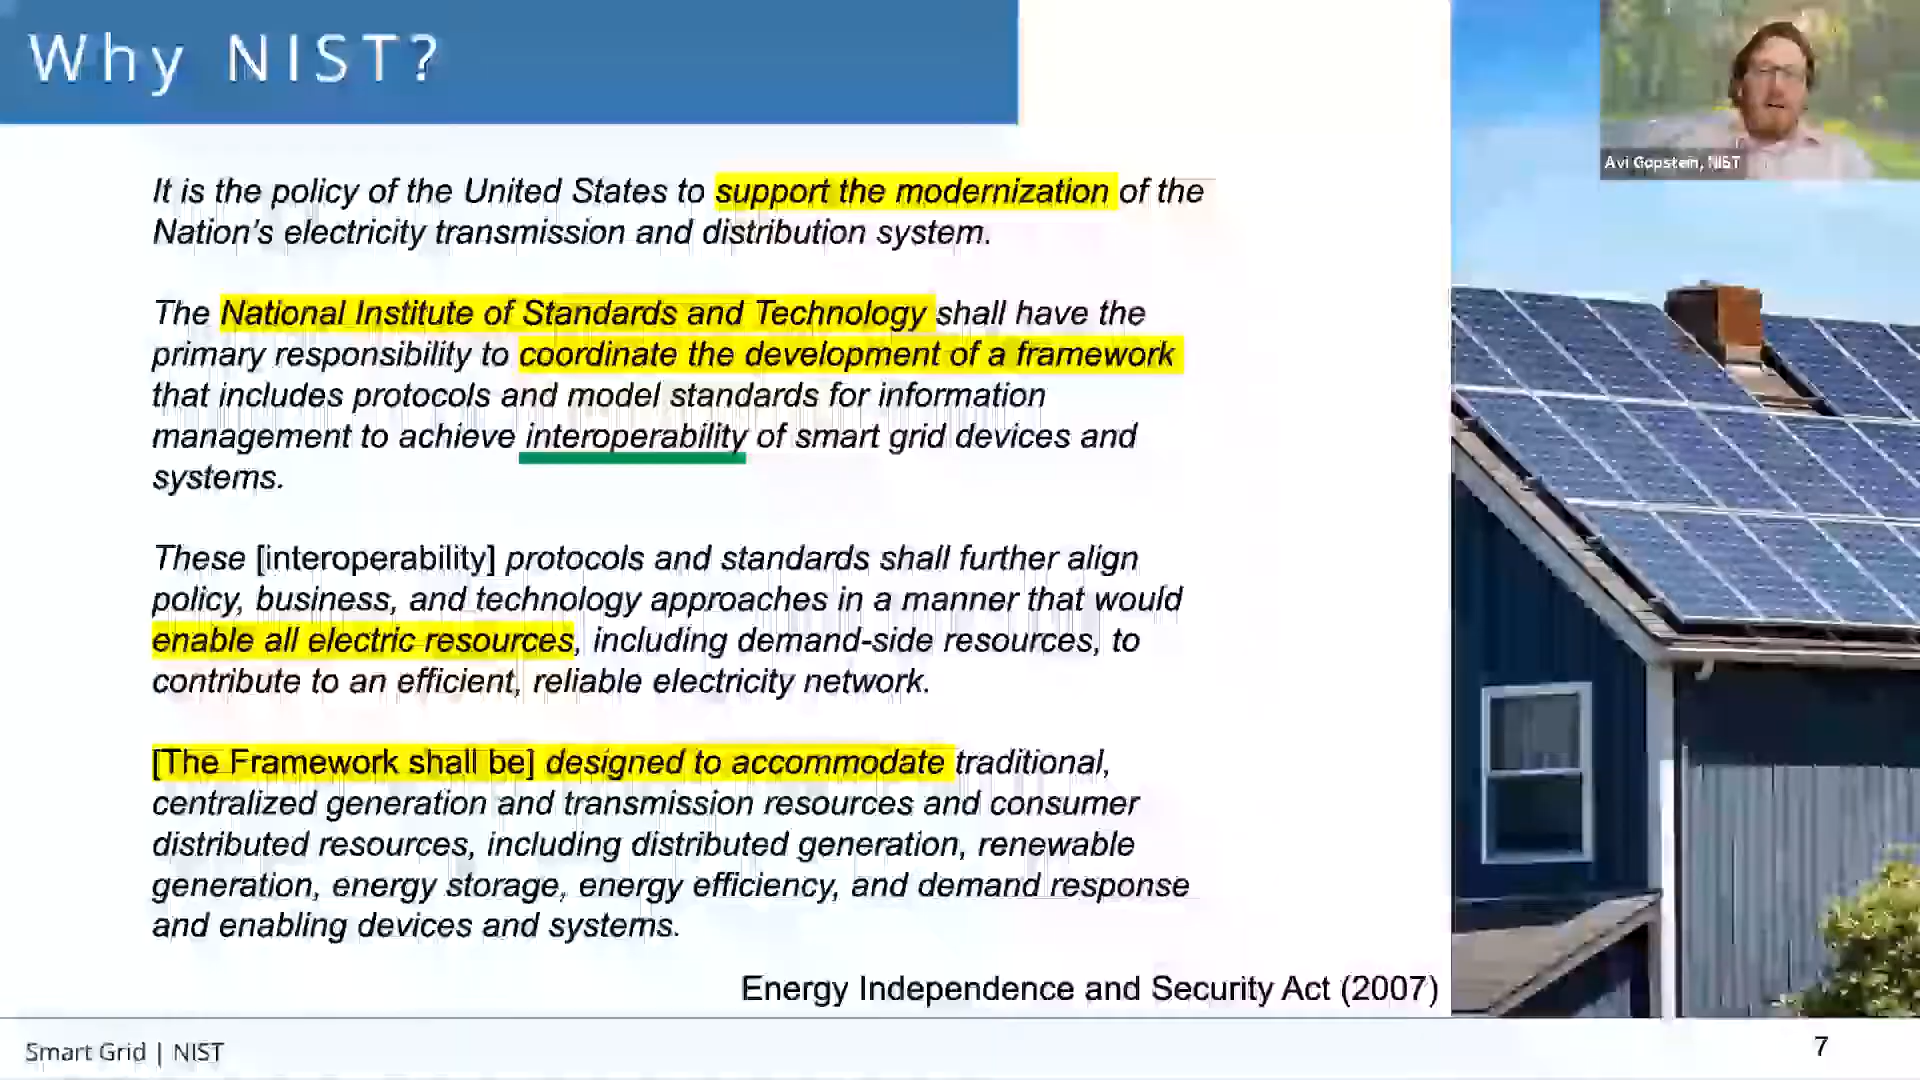 Why NIST?
Avi Gopstein, NIST
It is the policy of the United States to support the modernization of the
Nation's electricity transmission and distribution system.
The National Institute of Standards and Technology shall have the
primary responsibility to coordinate the development of a framework
that includes protocols and model standards for information
management to achieve interoperability of smart grid devices and
systems.
These [interoperability] protocols and standards shall further align
policy, business, and technology approaches in a manner that would
enable all electric resources, including demand-side resources, to
contribute to an efficient, reliable electricity network.
[The Framework shall be] designed to accommodate traditional,
centralized generation and transmission resources and consumer
distributed resources, including distributed generation, renewable
generation, energy storage, energy efficiency, and demand response
and enabling devices and systems.
Energy Independence and Security Act (2007)
Smart Grid | NIST
7